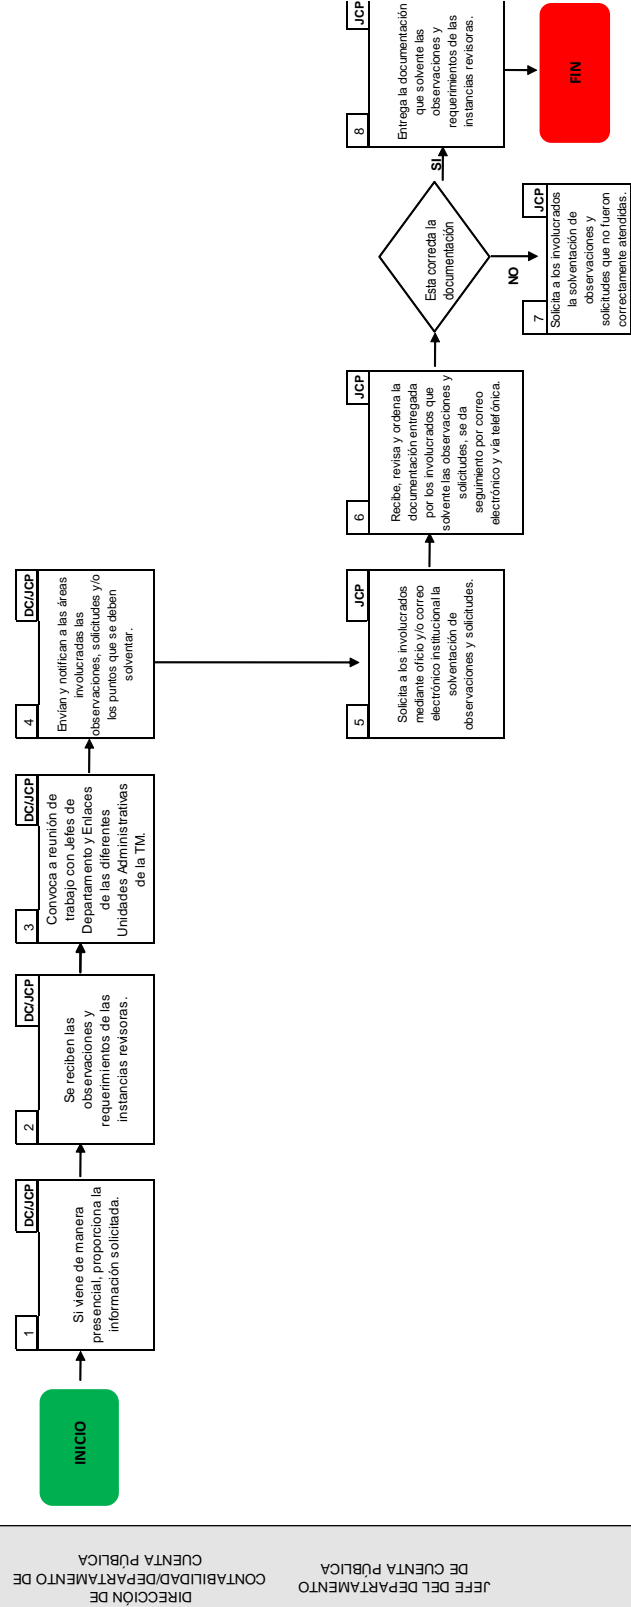 DIRECCIÓN DE
CONTABILIDAD/DEPARTAMENTO DE
CUENTA PÚBLICA
INICIO
1
DC/JCP
Si viene de manera
presencial, proporciona la
información solicitada.
2
DC/JCP
Se reciben las
observaciones y
requerimientos de las
instancias revisoras.
3
DC/JCP
Convoca a reunión de
trabajo con Jefes de
Departamento y Enlaces
de las diferentes
Unidades Administrativas
de la TM.
4
DC/JCP
Envían y notifican a las áreas
involucradas las
observaciones, solicitudes y/o
los puntos que se deben
solventar.
JEFE DEL DEPARTAMENTO
DE CUENTA PÚBLICA
5
JCP
Solicita a los involucrados
mediante oficio y/o correo
electrónico institucional la
solventación de
observaciones y solicitudes.
6
JCP
Recibe, revisa y ordena la
documentación entregada
por los involucrados que
solvente las observaciones y
solicitudes, se da
seguimiento por correo
electrónico y vía telefónica.
Esta correcta la
documentación
SI
NO
7
JCP
Solicita a los involucrados
la solventación de
observaciones y
solicitudes que no fueron
correctamente atendidas.
8
JCP
Entrega la documentación
que solvente las
observaciones y
requerimientos de las
instancias revisoras.
FIN